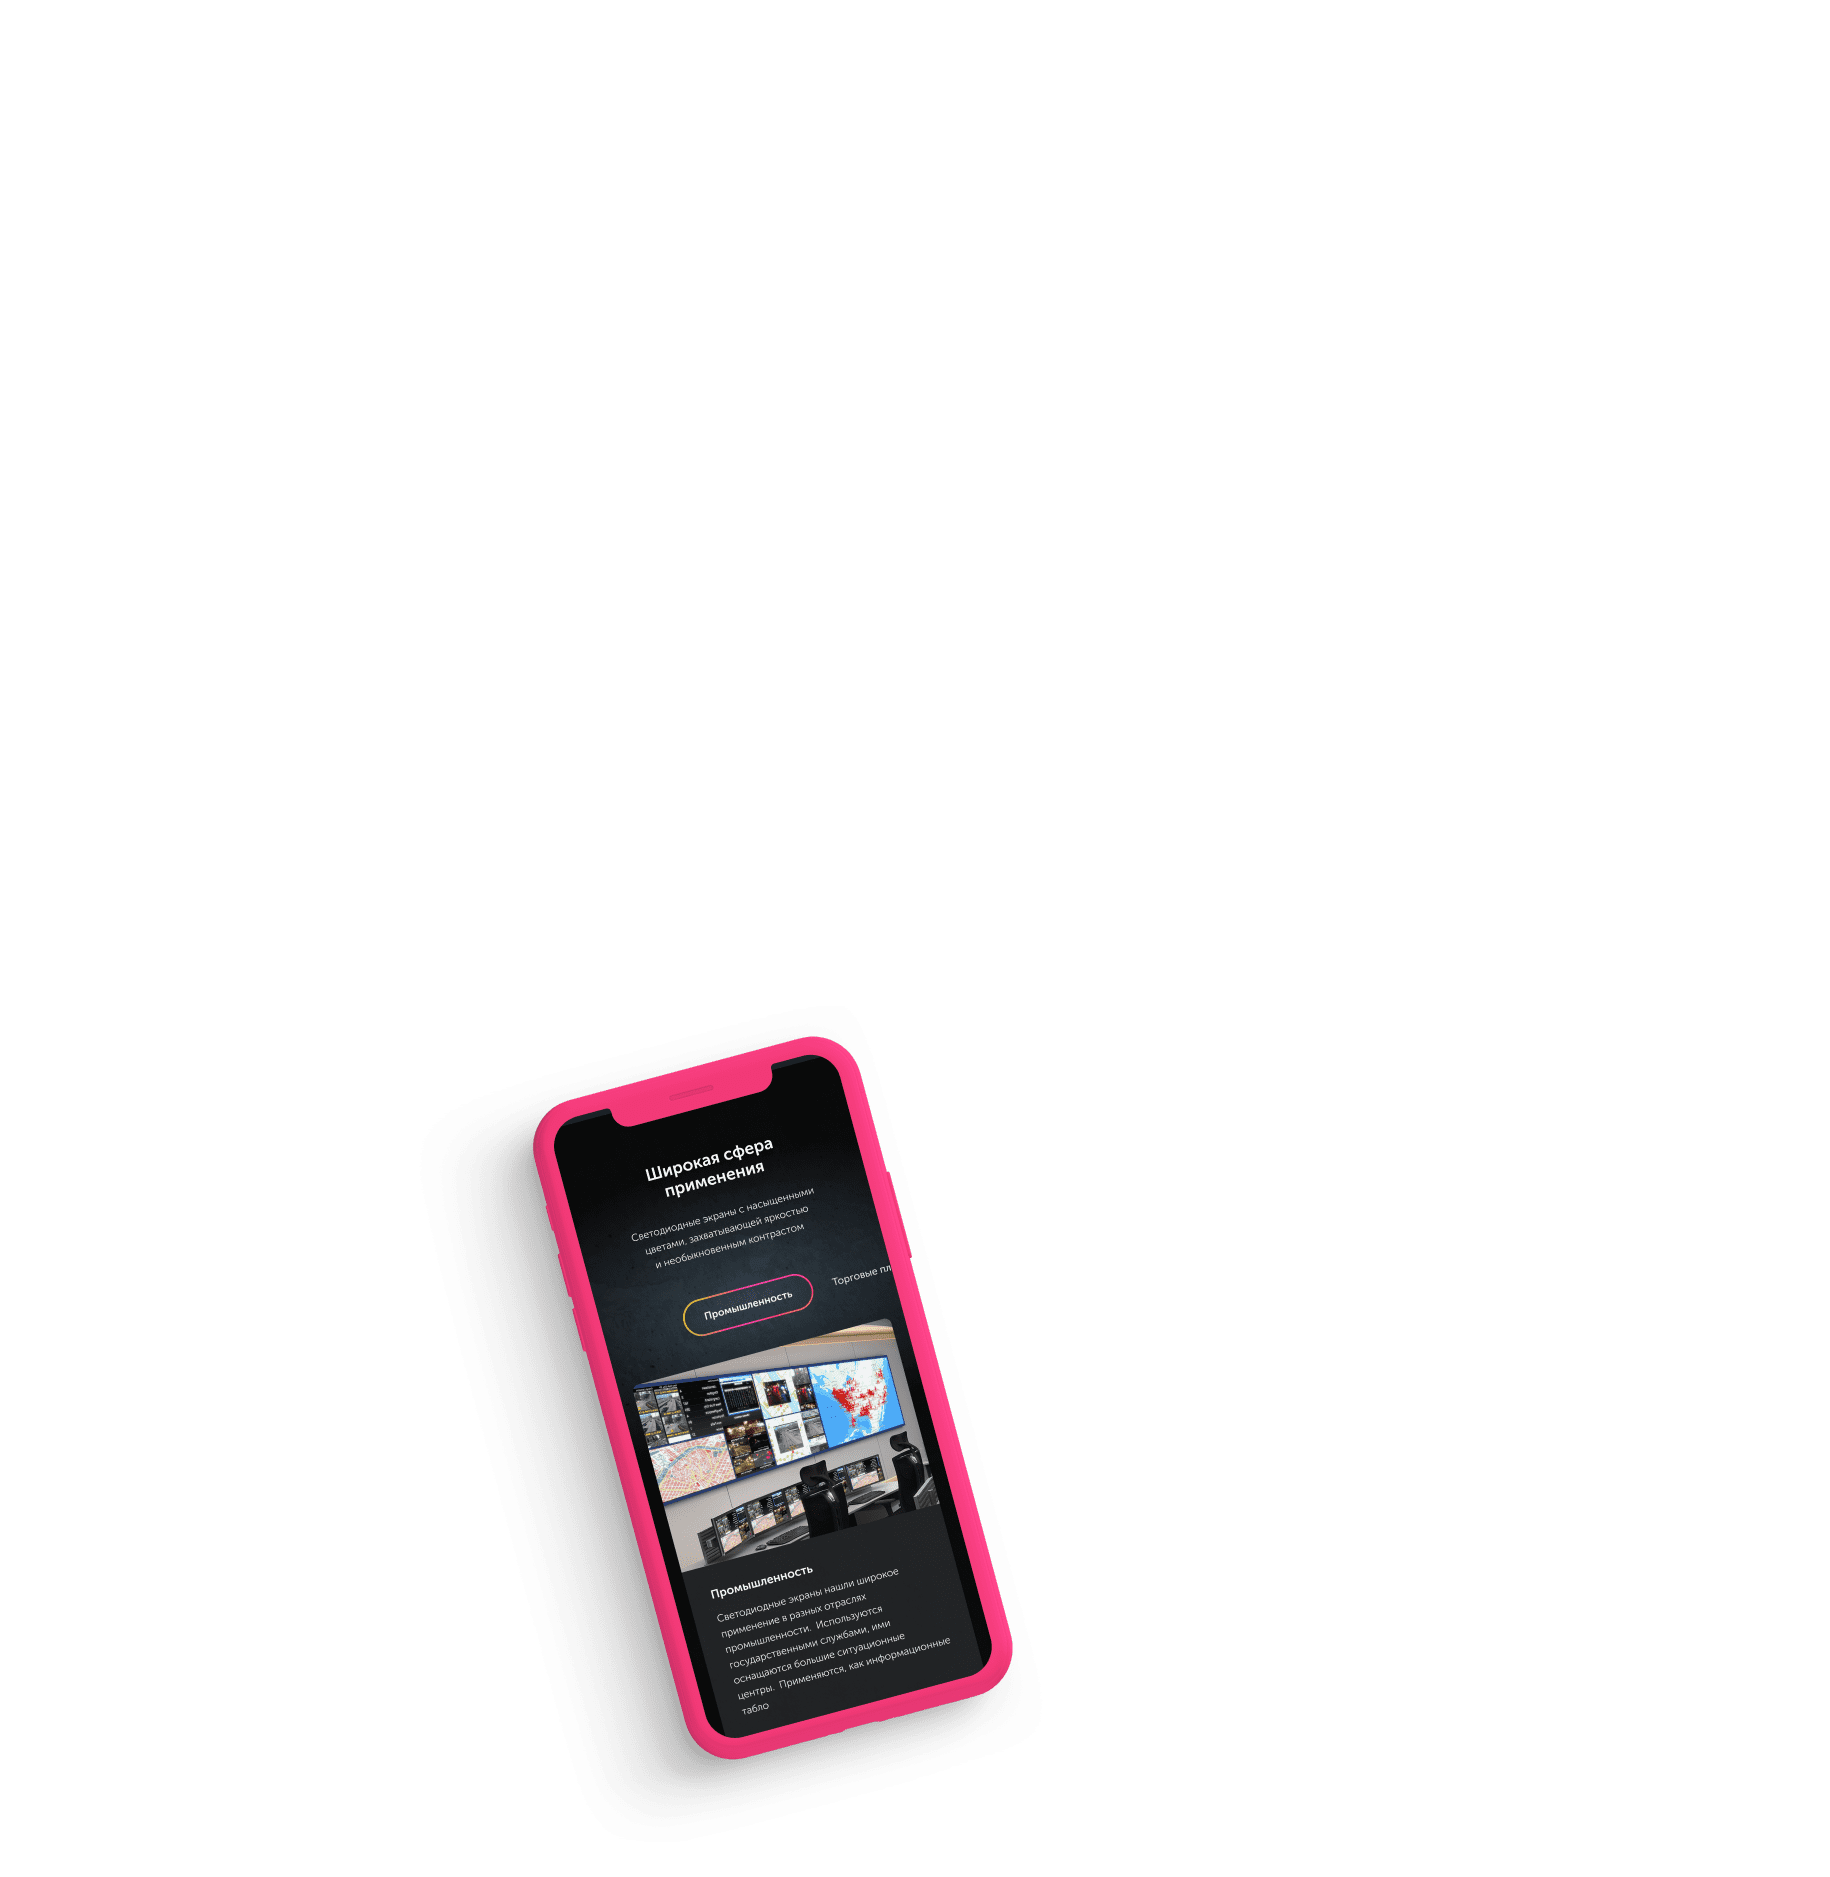 Широкая сфера
применения
Светодиодные экраны с насыщенными
цветами, захватывающей яркостью
и необыкновенным контрастом
Промышленность
Торговые пл
Промышленность
Светодиодные экраны нашли широкое
применение в разных отраслях
промышленности. Используются
государственными службами, ими
оснащаются большие ситуационные
центры. Применяются, как информационные
табло